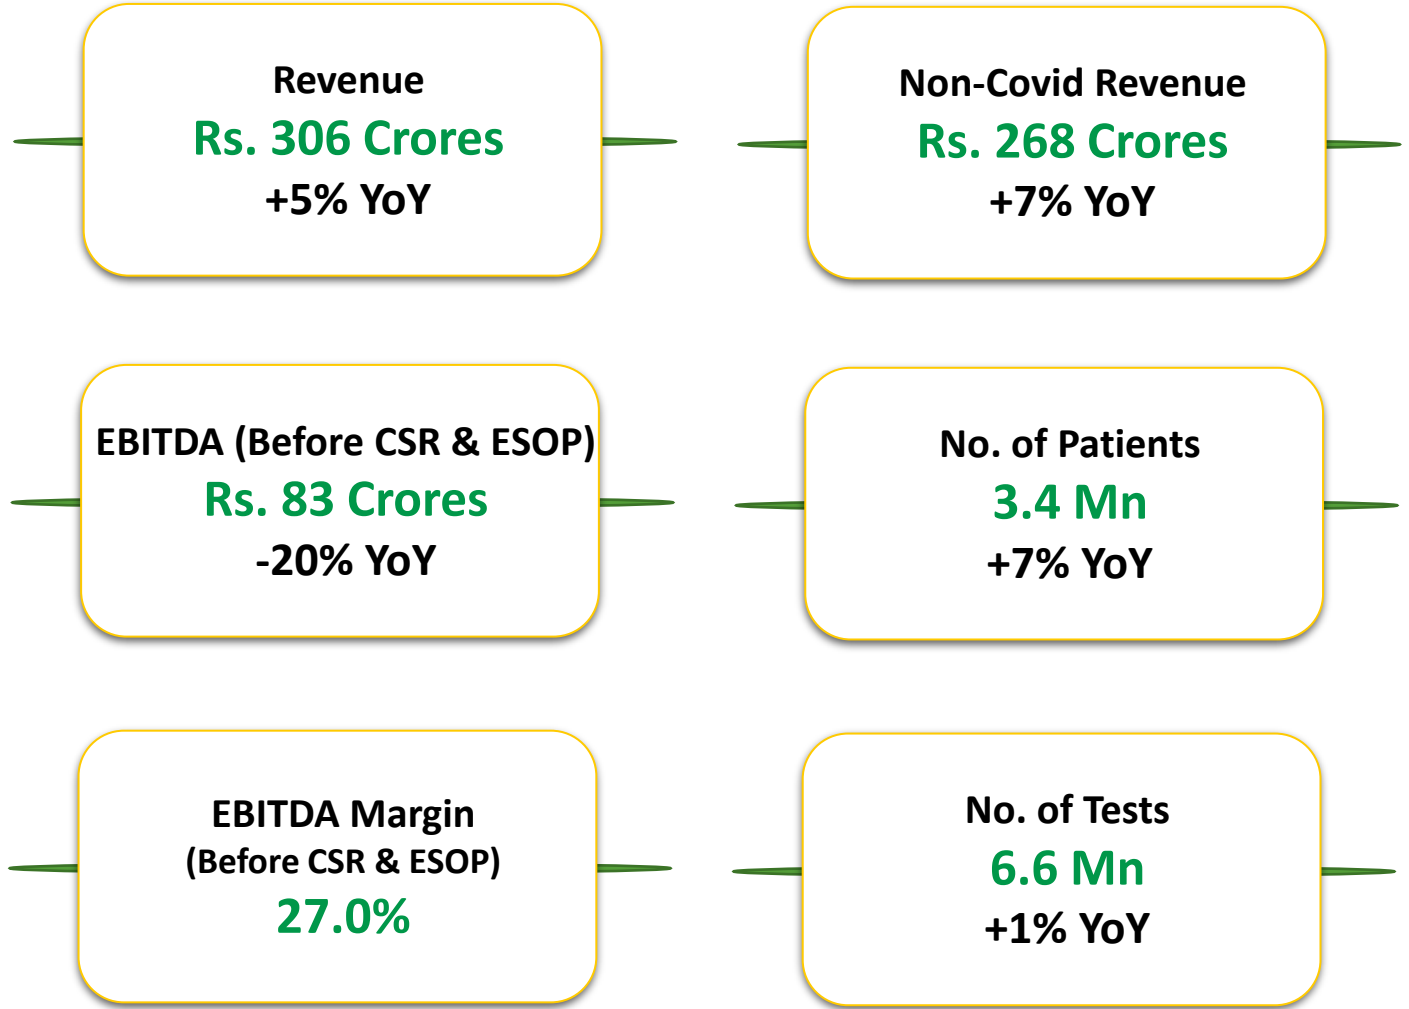 Revenue
Rs. 306 Crores
+5% YoY
Non-Covid Revenue
Rs. 268 Crores
+7% YoY
EBITDA (Before CSR & ESOP)
Rs. 83 Crores
-20% YoY
No. of Patients
3.4 Mn
+7% YoY
EBITDA Margin
(Before CSR & ESOP)
27.0%
No. of Tests
6.6 Mn
+1% YoY